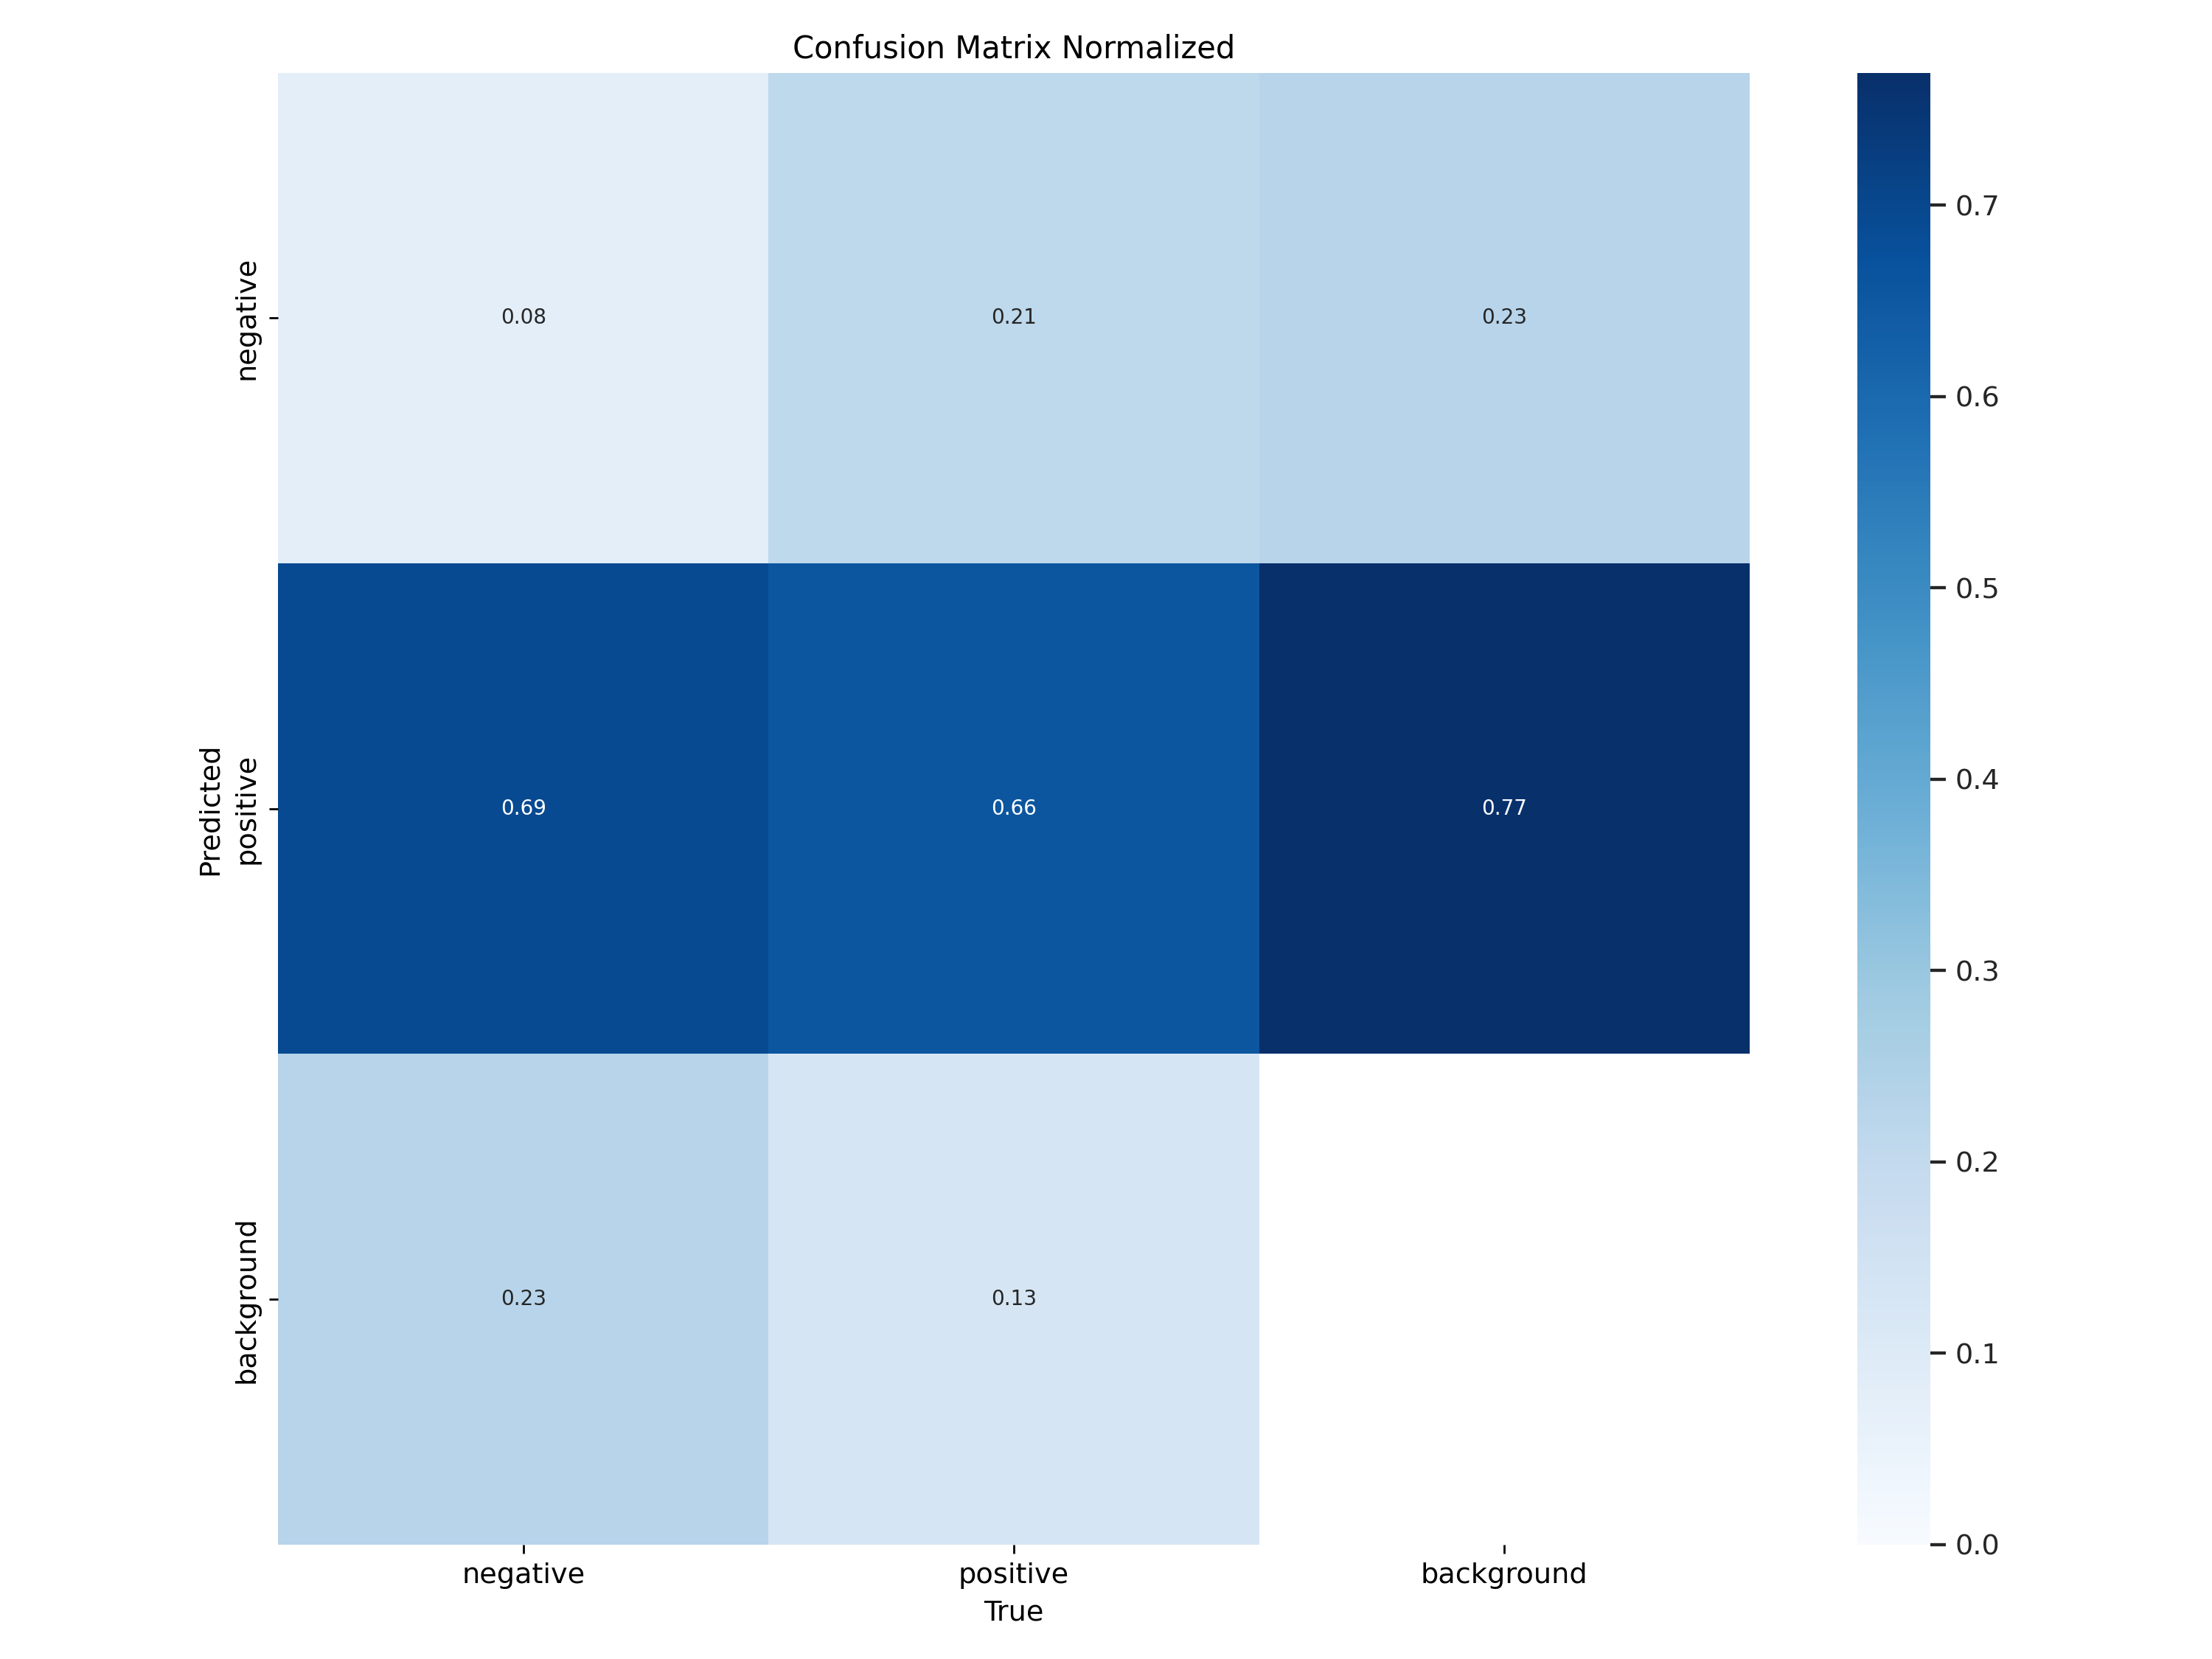 Confusion Matrix Normalized
negative
0.08
0.21
0.23
Predicted
positive
0.69
0.66
0.77
background
0.23
0.13
negative
positive
background
True
0.7
0.6
0.5
0.4
0.3
0.2
0.1
0.0